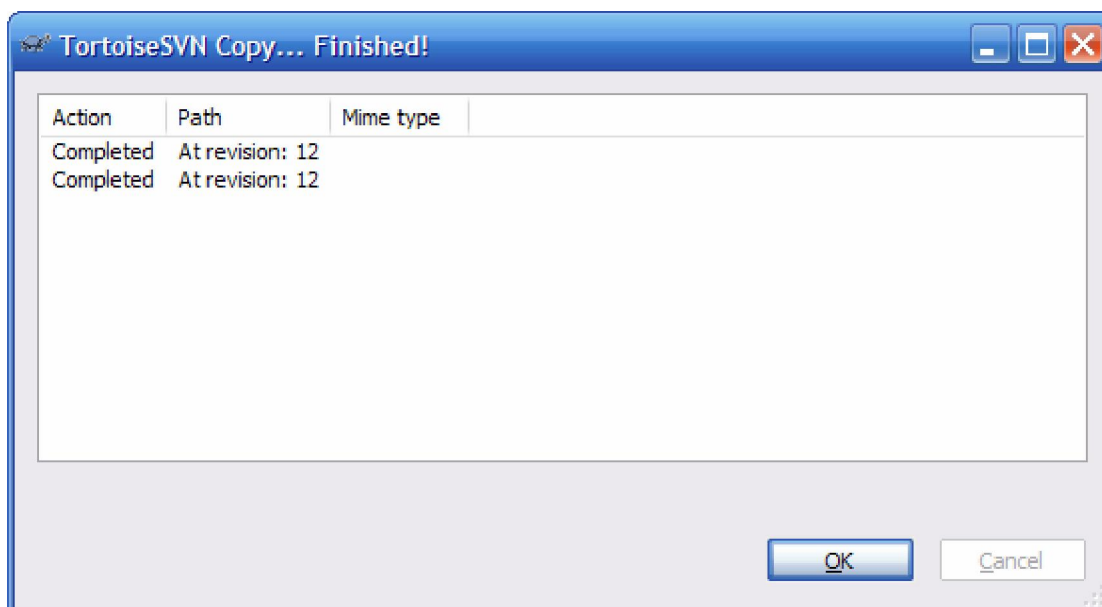 TortoiseSVN Copy... Finished!
Action Path Mime type
Completed At revision: 12
Completed At revision: 12
OK Cancel